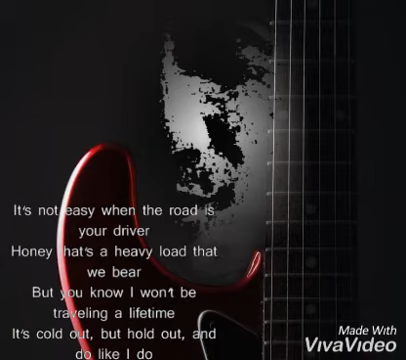 It's not easy when the road is
your driver
Honey that's a heavy load that
we bear
But you know I won't be
traveling a lifetime
It's cold out, but hold out, and
do like I do
Made With
VivaVideo